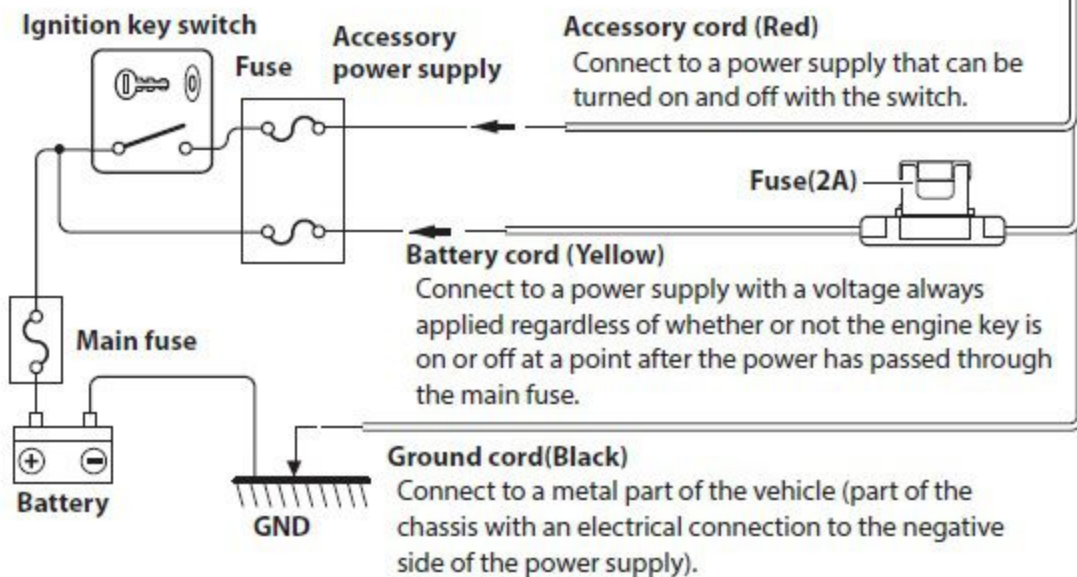 Ignition key switch
Fuse
Accessory
power supply
Accessory cord (Red)
Connect to a power supply that can be
turned on and off with the switch.
Fuse(2A)
Battery cord (Yellow)
Connect to a power supply with a voltage always
applied regardless of whether or not the engine key is
on or off at a point after the power has passed through
the main fuse.
Main fuse
+
−
Battery
GND
Ground cord(Black)
Connect to a metal part of the vehicle (part of the
chassis with an electrical connection to the negative
side of the power supply).